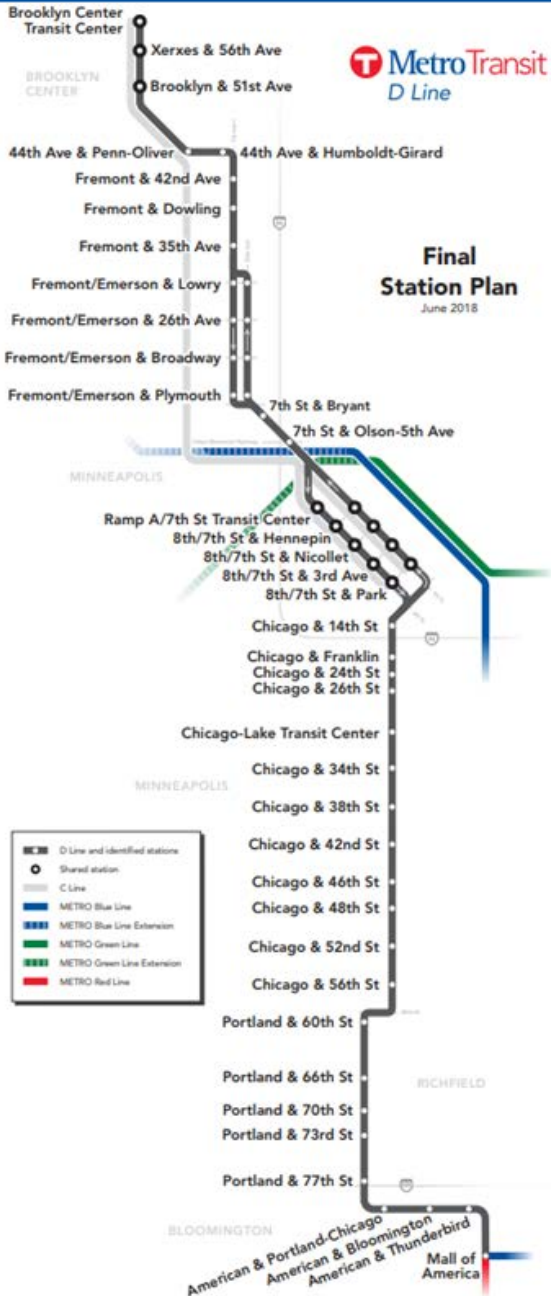 Brooklyn Center
Transit Center
Xerxes & 56th Ave
Brooklyn & 51st Ave
BROOKLYN
CENTER
T MetroTransit
D Line
44th Ave & Penn-Oliver
44th Ave & Humboldt-Girard
Fremont & 42nd Ave
Fremont & Dowling
Fremont & 35th Ave
Final
Station Plan
June 2018
Fremont/Emerson & Lowry
Fremont/Emerson & 26th Ave
Fremont/Emerson & Broadway
Fremont/Emerson & Plymouth
7th St & Bryant
7th St & Olson-5th Ave
MINNEAPOLIS
Ramp A/7th St Transit Center
8th/7th St & Hennepin
8th/7th St & Nicollet
8th/7th St & 3rd Ave
8th/7th St & Park
Chicago & 14th St
Chicago & Franklin
Chicago & 24th St
Chicago & 26th St
Chicago-Lake Transit Center
Chicago & 34th St
MINNEAPOLIS
Chicago & 38th St
Chicago & 42nd St
Chicago & 46th St
Chicago & 48th St
Chicago & 52nd St
Chicago & 56th St
D Line and identified stations
Shared station
C Line
METRO Blue Line
METRO Blue Line Extension
METRO Green Line
METRO Green Line Extension
METRO Red Line
Portland & 60th St
Portland & 66th St
RICHFIELD
Portland & 70th St
Portland & 73rd St
Portland & 77th St
BLOOMINGTON
American & Portland-Chicago
American & Bloomington
American & Thunderbird
Mall of
America